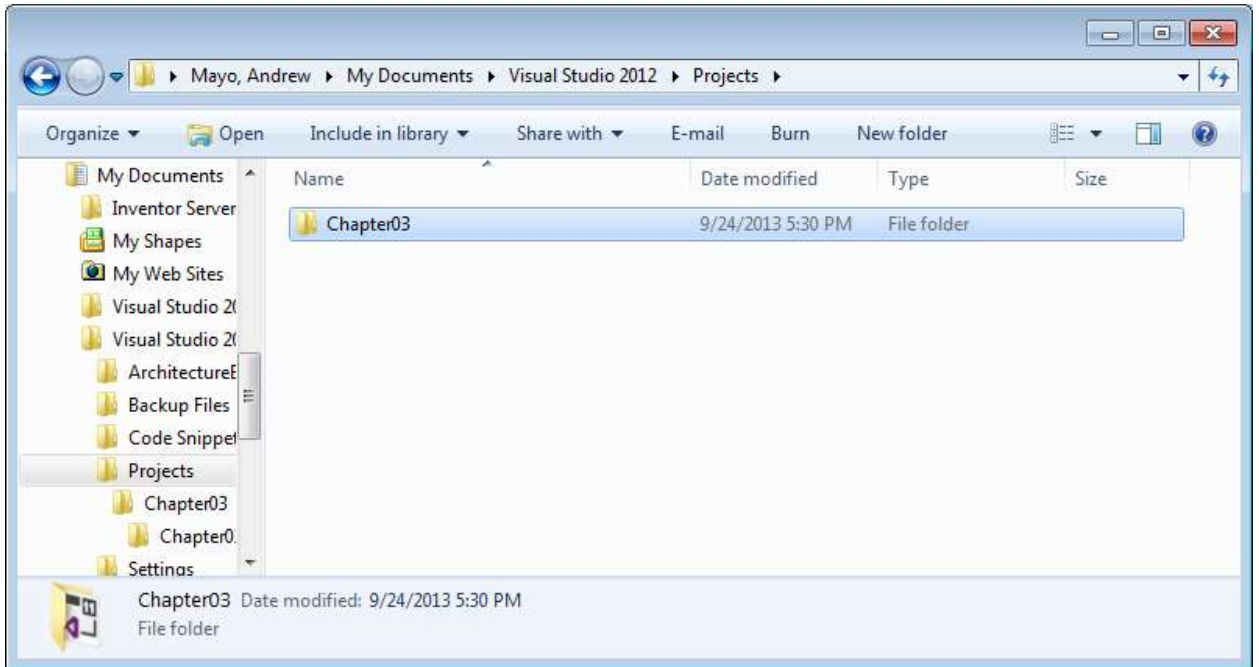 Mayo, Andrew My Documents Visual Studio 2012 Projects
Organize Open Include in library Share with E-mail Burn New folder
Name Date modified Type Size
Chapter03 9/24/2013 5:30 PM File folder
My Documents
Inventor Server
My Shapes
My Web Sites
Visual Studio 20
Visual Studio 20
ArchitectureE
Backup Files
Code Snippet
Projects
Chapter03
Chapter0
Settings
Chapter03 Date modified: 9/24/2013 5:30 PM
File folder